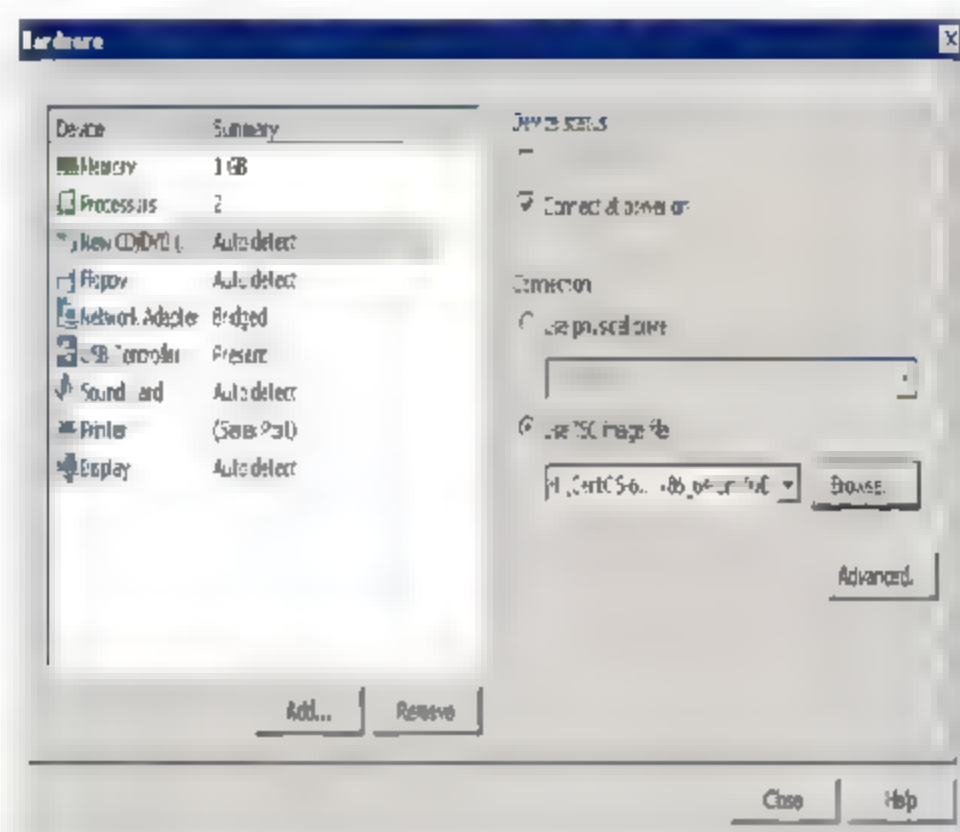 Hardware
Device Summary
Memory 1 GB
Processors 2
New CD/DVD (. Auto detect
Floppy Auto detect
Network Adapter Bridged
USB Controller Present
Sound Card Auto detect
Printer
Display Auto detect
Add...
Remove
Device status
Connect at power on
Connection
Use physical drive
Use ISO image file
Browse.
Advanced.
Close
Help